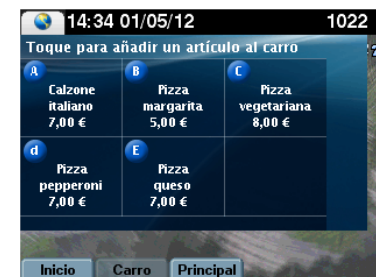 14:34 01/05/12 1022
Toque para añadir un artículo al carro
A
Calzone
italiano
7,00 €
B
Pizza
margarita
5,00 €
C
Pizza
vegetariana
8,00 €
d
Pizza
pepperoni
7,00 €
E
Pizza
queso
7,00 €
Inicio Carro Principal